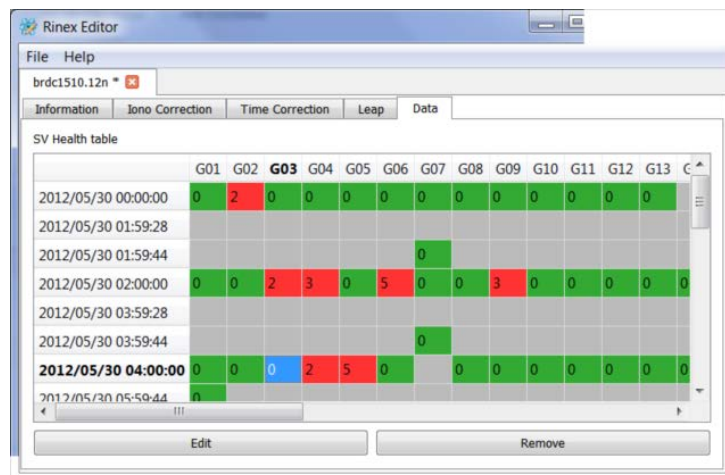 Rinex Editor
File Help
brdc1510.12n *
Information Iono Correction Time Correction Leap Data
SV Health table
G01 G02 G03 G04 G05 G06 G07 G08 G09 G10 G11 G12 G13
2012/05/30 00:00:00 0 2 0 0 0 0 0 0 0 0 0 0 0
2012/05/30 01:59:28
2012/05/30 01:59:44 0
2012/05/30 02:00:00 0 0 2 3 0 5 0 0 3 0 0 0 0 0
2012/05/30 03:59:28
2012/05/30 03:59:44 0
2012/05/30 04:00:00 0 0 0 2 5 0 0 0 0 0 0 0 0
2012/05/30 05:59:44 0
Edit Remove